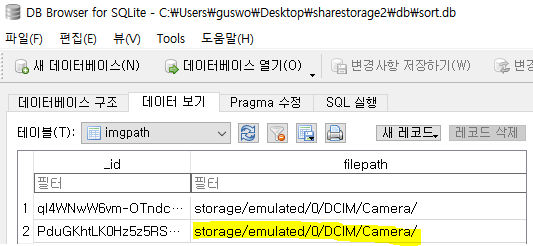 DB Browser for SQLite - C:₩Users₩guswo₩Desktop₩sharestorage2₩db₩sort.db
파일(F) 편집(E) 뷰(V) Tools 도움말(H)
새 데이터베이스(N) 데이터베이스 열기(O) 변경사항 저장하기(W) 변경
데이터베이스 구조 데이터 보기 Pragma 수정 SQL 실행
테이블(T): imgpath 새 레코드 레코드 삭제
_id filepath
필터 필터
1 qI4WNwW6vm-OTndc··· storage/emulated/0/DCIM/Camera/
2 PduGKhtLK0Hz5z5RS··· storage/emulated/0/DCIM/Camera/